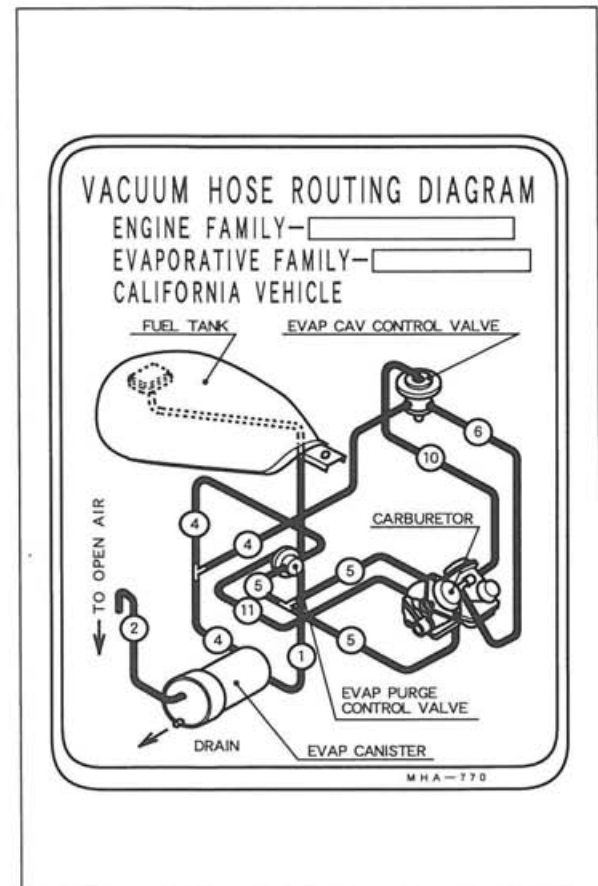 VACUUM HOSE ROUTING DIAGRAM
ENGINE FAMILY—
EVAPORATIVE FAMILY—
CALIFORNIA VEHICLE
FUEL TANK
EVAP CAV CONTROL VALVE
6
10
4
4
CARBURETOR
TO OPEN AIR
5
5
11
2
4
1
5
EVAP PURGE
CONTROL VALVE
DRAIN
EVAP CANISTER
MHA—770